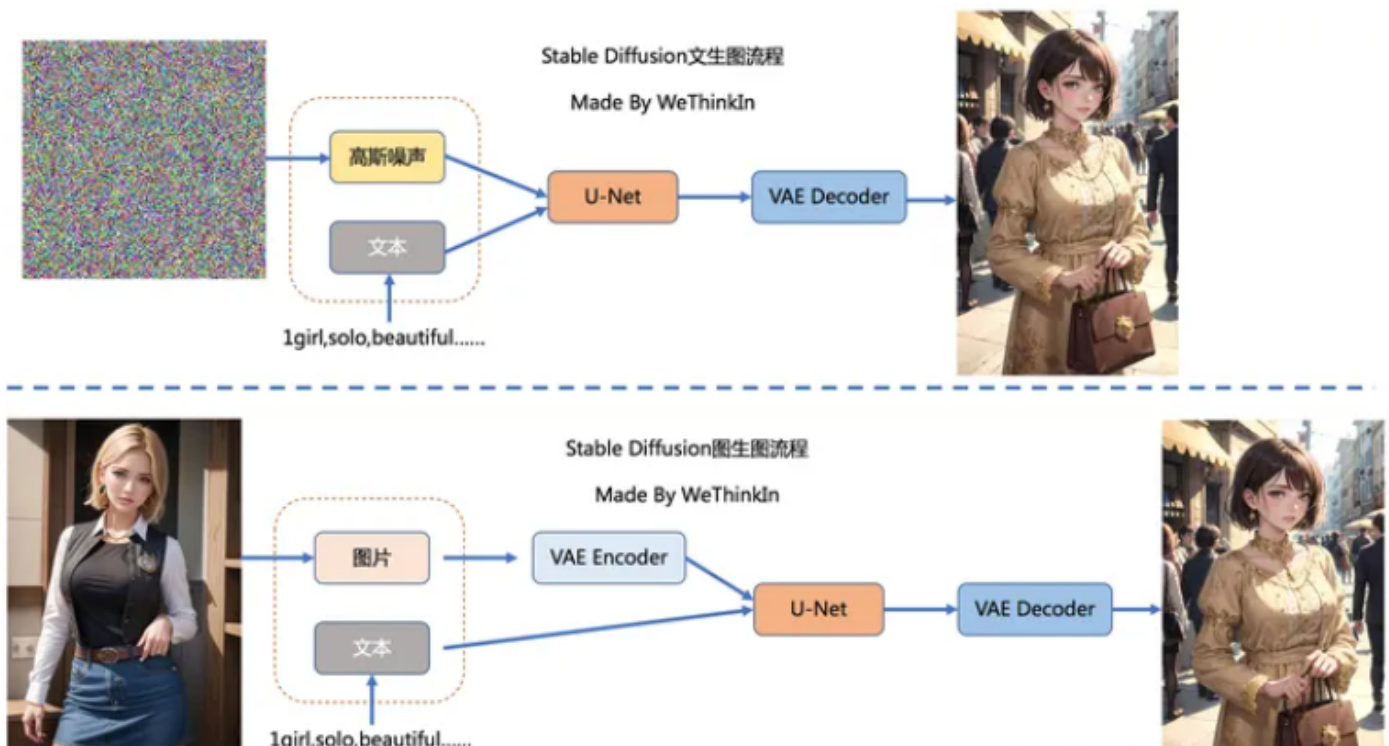 Stable Diffusion文生图流程
Made By WeThinkIn
高斯噪声
文本
U-Net
VAE Decoder
1girl,solo,beautiful......
Stable Diffusion图生图流程
Made By WeThinkIn
图片
VAE Encoder
文本
U-Net
VAE Decoder
1girl,solo,beautiful......